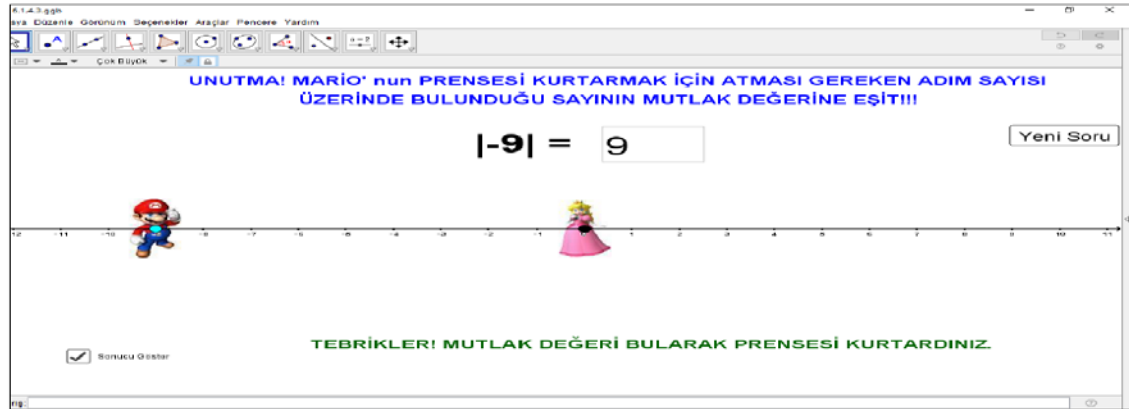 6.1.4.3.ggb
Düzenle Görünüm Seçenekler Araçlar Pencere Yardım
Çok Büyük
UNUTMA! MARİO' nun PRENSESİ KURTARMAK İÇİN ATMASI GEREKEN ADIM SAYISI
ÜZERİNDE BULUNDUĞU SAYININ MUTLAK DEĞERİNE EŞİT!!!
|-9| = 9
Yeni Soru
-11 -10 -8 -7 -6 -5 -4 -3 -2 -1 1 2 3 4 5 6 7 8 9 10 11
TEBRİKLER! MUTLAK DEĞERİ BULARAK PRENSESİ KURTARDINIZ.
Sonucu Göster